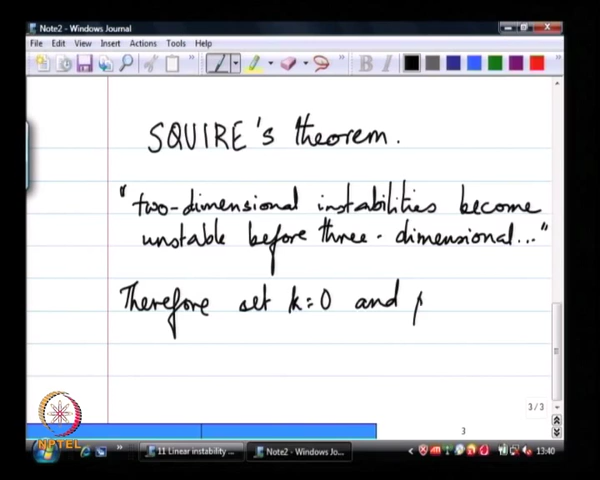 Note2 - Windows Journal
File Edit View Insert Actions Tools Help
B I
SQUIRE's theorem.
"two-dimensional instabilities become
unstable before three-dimensional..."
Therefore set k=0 and
3/3
3
NPTEL
11 Linear instability ...
Note2 - Windows Jo...
13:40